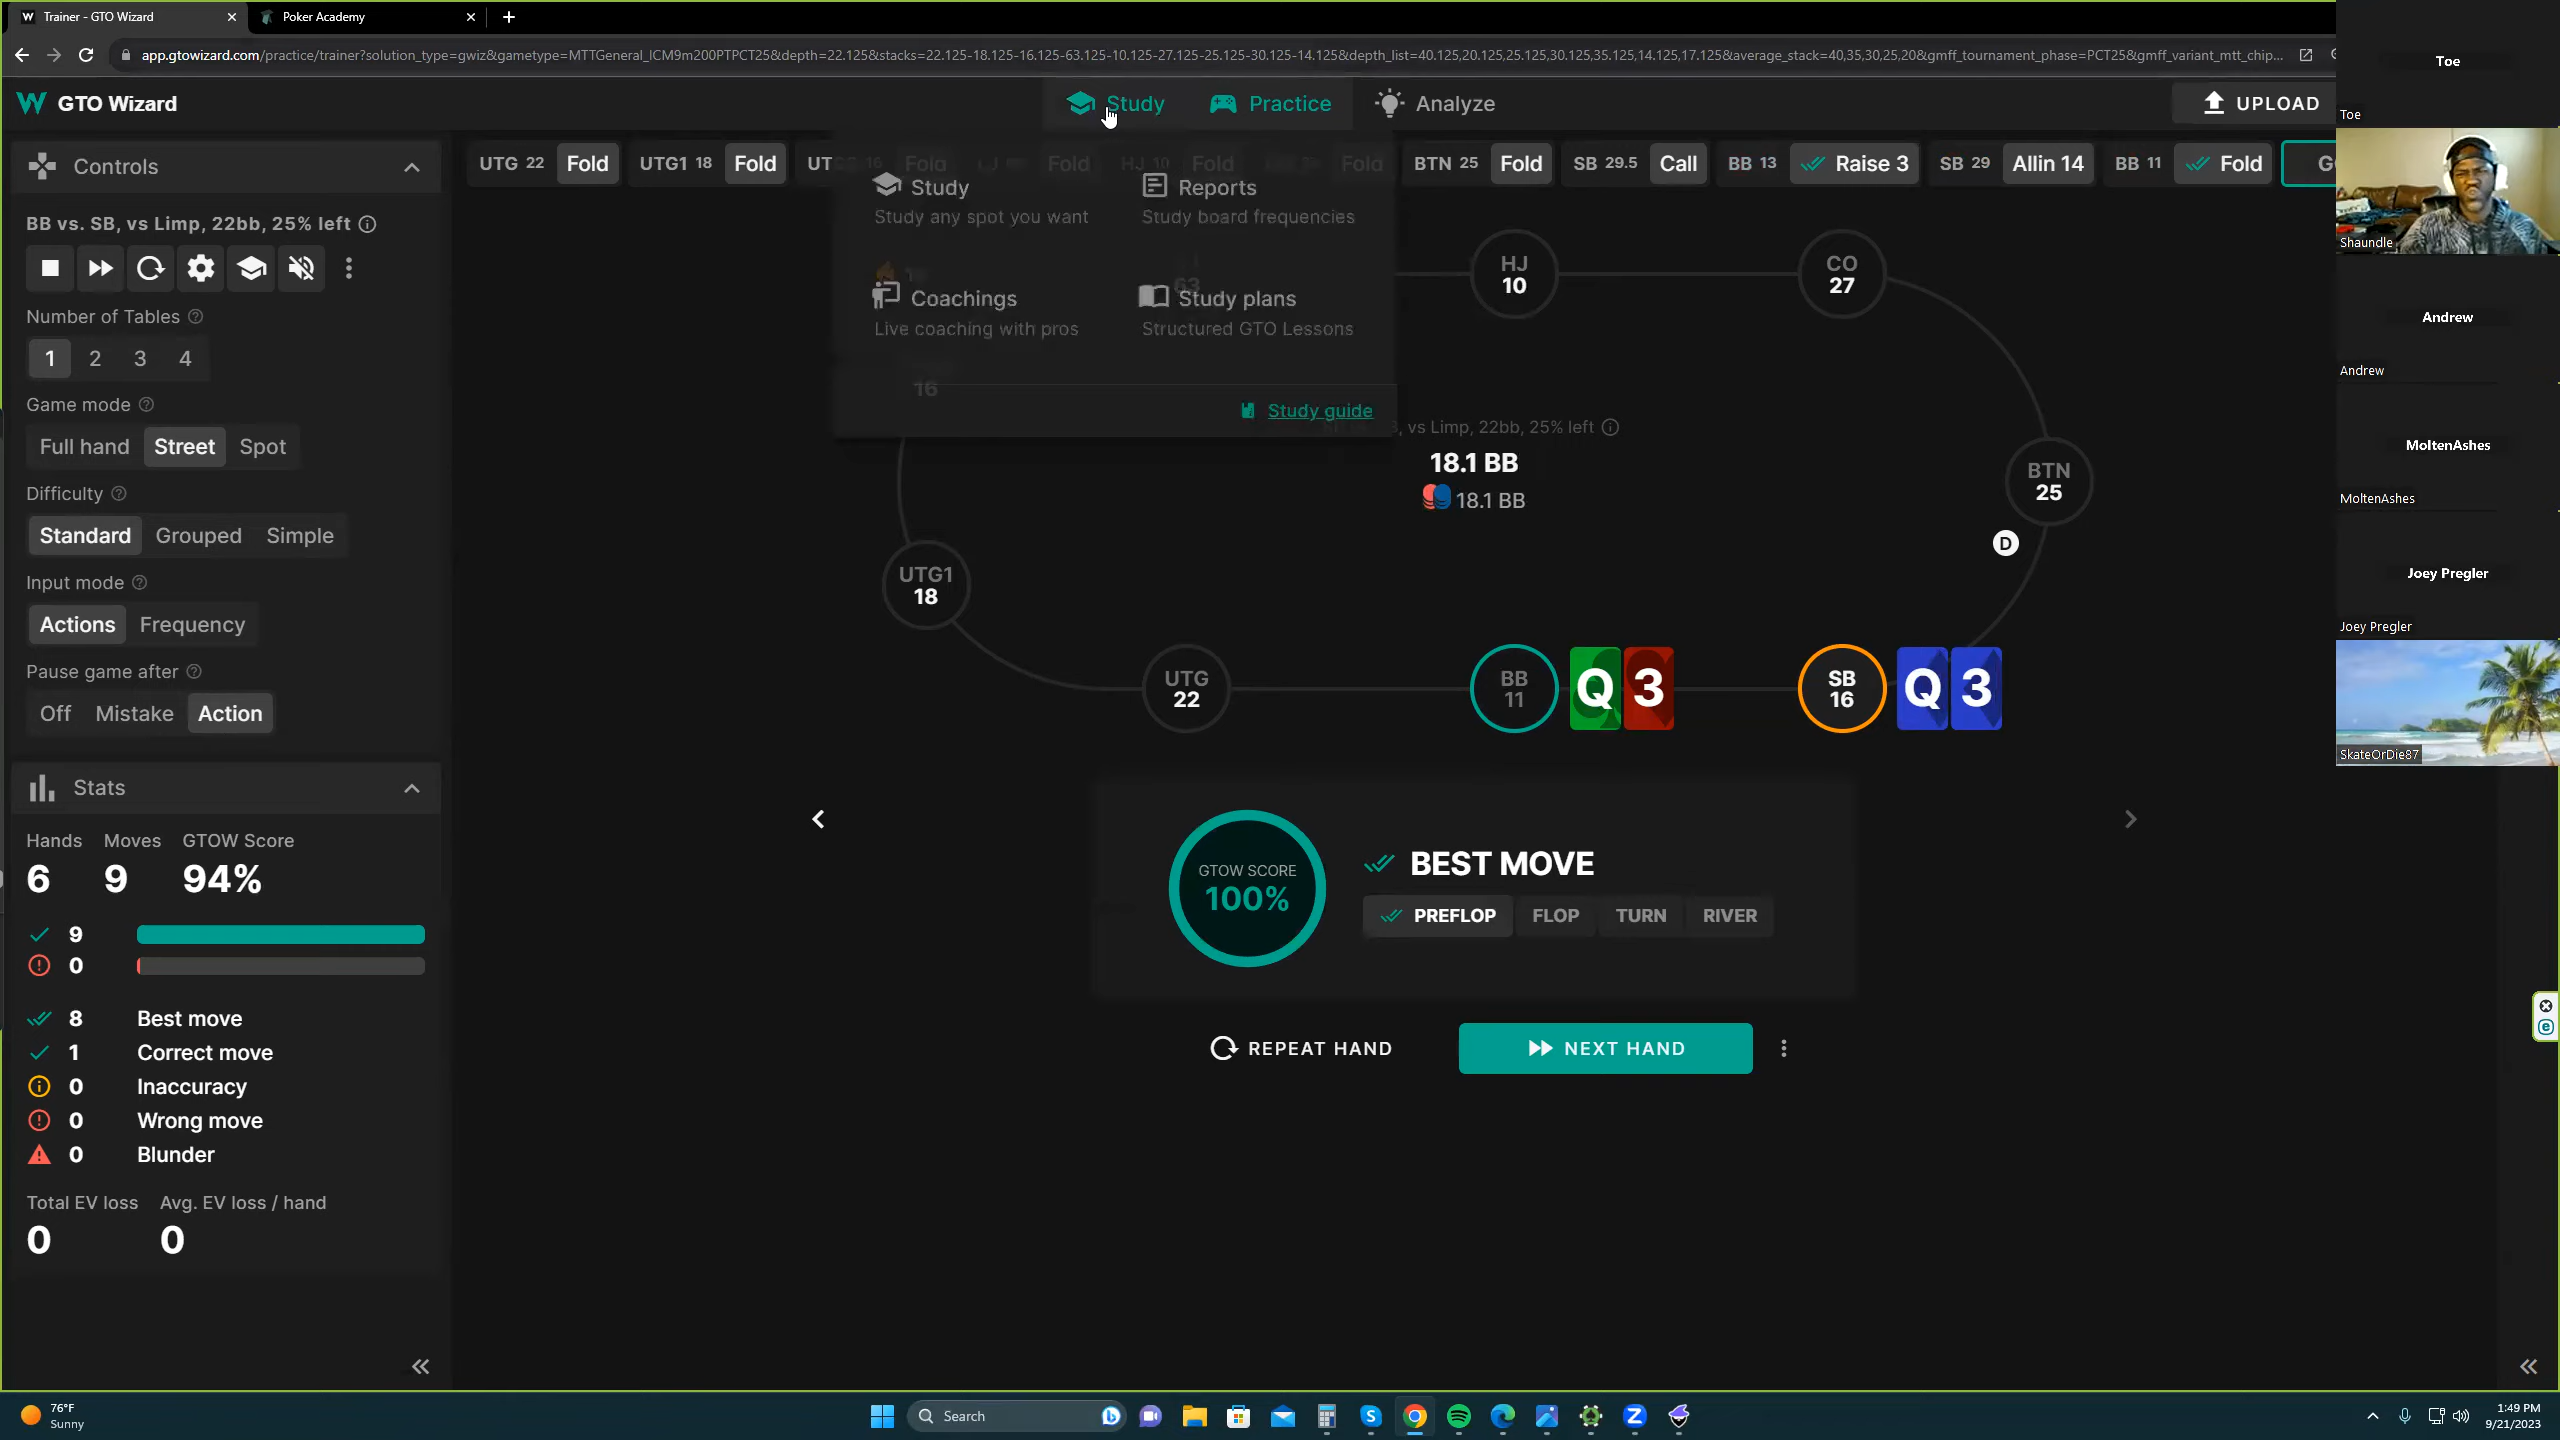 Trainer - GTO Wizard
Poker Academy
app.gtowizard.com/practice/trainer?solution_type=gwiz&gametype=MTTGeneral_ICM9m200PTPCT25&depth=22.125&stacks=22.125-18.125-16.125-63.125-10.125-27.125-25.125-30.125-14.125&depth_list=40.125,20.125,25.125,30.125,35.125,14.125,17.125&average_stack=40,35,30,25,20&gmff_tournament_phase=PCT25&gmff_variant_mtt_chip...
GTO Wizard
Study
Practice
Analyze
UPLOAD
UTG 22 Fold
UTG1 18 Fold
Fold
Fold
HJ 10 Fold
Fold
BTN 25 Fold
SB 29.5 Call
BB 13 Raise 3
SB 29 Allin 14
BB 11 Fold
Study
Study any spot you want
Reports
Study board frequencies
Coachings
Live coaching with pros
Study plans
Structured GTO Lessons
Study guide
Controls
BB vs. SB, vs Limp, 22bb, 25% left
Number of Tables
1 2 3 4
Game mode
Full hand Street Spot
Difficulty
Standard Grouped Simple
Input mode
Actions Frequency
Pause game after
Off Mistake Action
Stats
Hands Moves GTOW Score
6 9 94%
9
0
8 Best move
1 Correct move
0 Inaccuracy
0 Wrong move
0 Blunder
Total EV loss Avg. EV loss / hand
0 0
63
16
HJ
10
CO
27
BTN
25
D
, vs Limp, 22bb, 25% left
18.1 BB
18.1 BB
UTG1
18
UTG
22
BB
11
Q 3
SB
16
Q 3
GTOW SCORE
100%
BEST MOVE
PREFLOP FLOP TURN RIVER
REPEAT HAND
NEXT HAND
Toe
Toe
Shaundle
Andrew
Andrew
MoltenAshes
MoltenAshes
Joey Pregler
Joey Pregler
SkateOrDie87
76°F
Sunny
Search
1:49 PM
9/21/2023